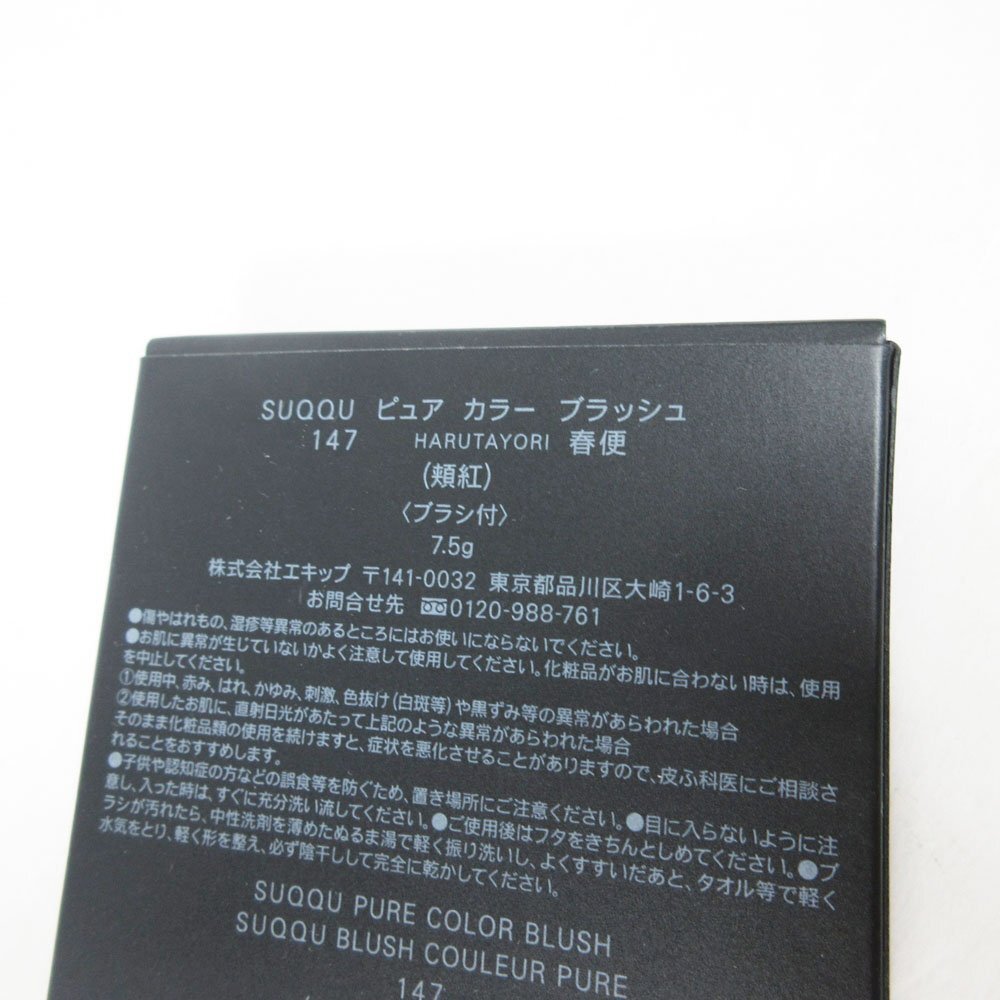 SUQQU ピュア カラー ブラッシュ
147 HARUTAYORI 春便
(頬紅)
〈ブラシ付〉
7.5g
株式会社エキップ 〒141-0032 東京都品川区大崎1-6-3
お問合せ先 0120-988-761
●傷やはれもの、湿疹等異常のあるところにはお使いにならないでください。
●お肌に異常が生じていないかよく注意して使用してください。化粧品がお肌に合わない時は、使用
を中止してください。
①使用中、赤み、はれ、かゆみ、刺激、色抜け(白斑等)や黒ずみ等の異常があらわれた場合
②使用したお肌に、直射日光があたって上記のような異常があらわれた場合
そのまま化粧品類の使用を続けますと、症状を悪化させることがありますので、皮ふ科医にご相談さ
れることをおすすめします。
●子供や認知症の方などの誤食等を防ぐため、置き場所にご注意ください。●目に入らないように注
意し、入った時は、すぐに充分洗い流してください。●ご使用後はフタをきちんとしめてください。●ブ
ラシが汚れたら、中性洗剤を薄めたぬるま湯で軽く振り洗いし、よくすすいだあと、タオル等で軽く
水気をとり、軽く形を整え、必ず陰干しして完全に乾かしてください。
SUQQU PURE COLOR BLUSH
SUQQU BLUSH COULEUR PURE
147